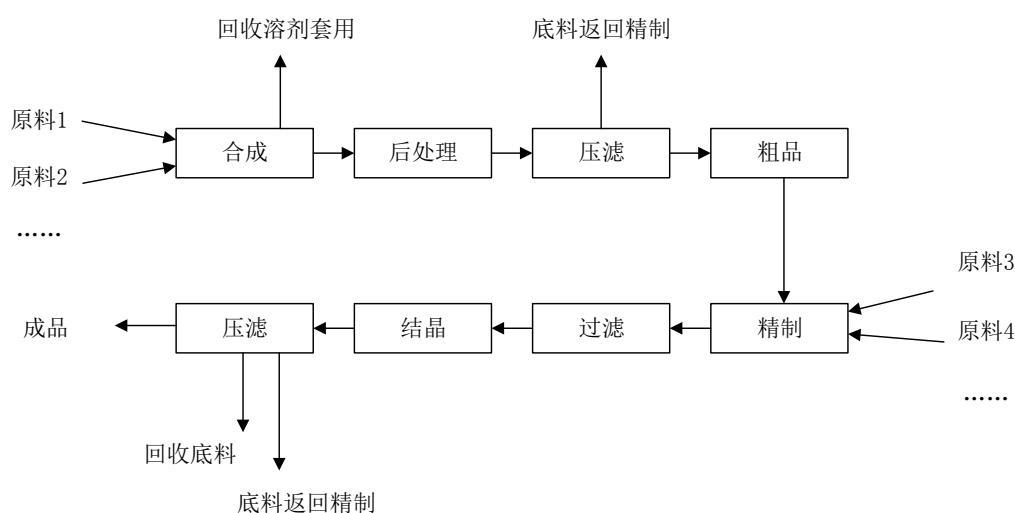 回收溶剂套用
底料返回精制
原料1
原料2
……
合成
后处理
压滤
粗品
原料3
原料4
……
成品
压滤
结晶
过滤
精制
回收底料
底料返回精制